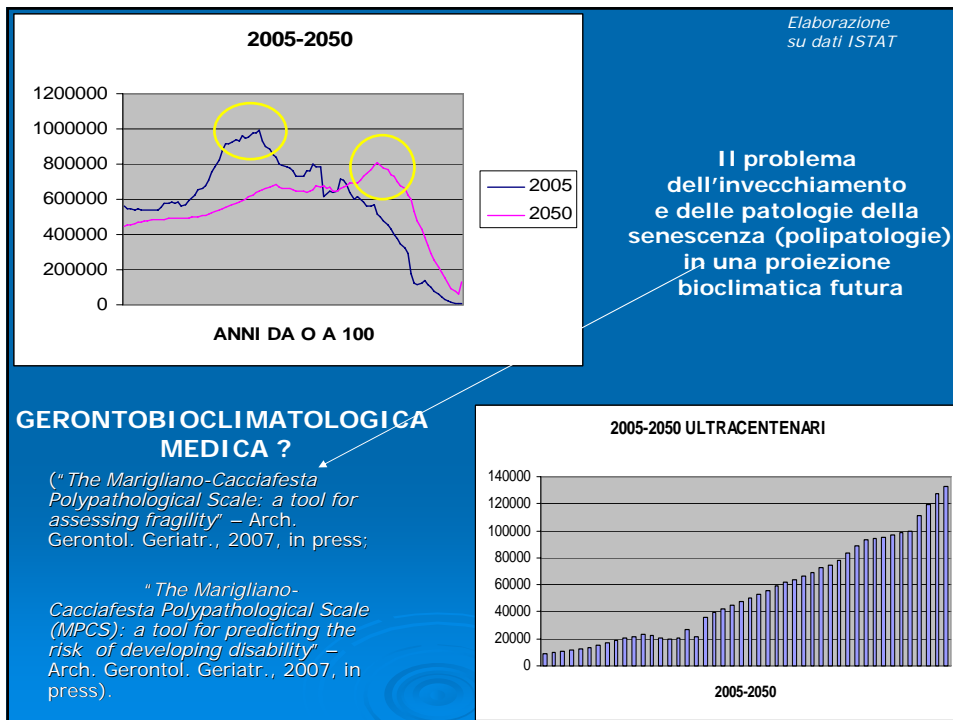 Elaborazione
su dati ISTAT
2005-2050
1200000
1000000
800000
600000
400000
200000
0
2005
2050
ANNI DA O A 100
Il problema
dell'invecchiamento
e delle patologie della
senescenza (polipatologie)
in una proiezione
bioclimatica futura
GERONTOBIOCLIMATOLOGICA
MEDICA ?
("The Marigliano-Cacciafesta
Polypathological Scale: a tool for
assessing fragility" – Arch.
Gerontol. Geriatr., 2007, in press;
"The Marigliano-
Cacciafesta Polypathological Scale
(MPCS): a tool for predicting the
risk of developing disability" –
Arch. Gerontol. Geriatr., 2007, in
press).
2005-2050 ULTRACENTENARI
140000
120000
100000
80000
60000
40000
20000
0
2005-2050